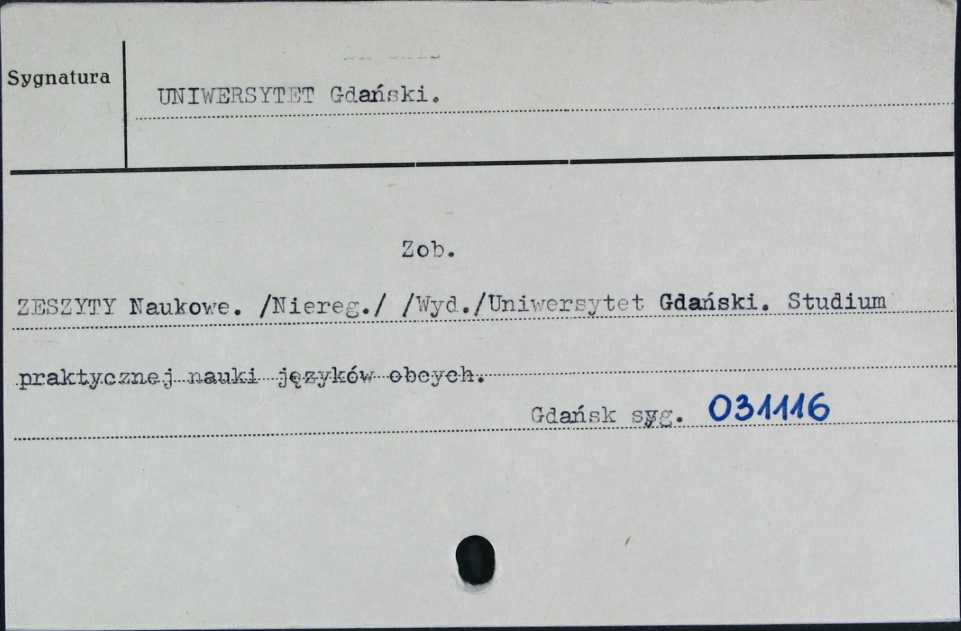 Sygnatura
UNIWERSYTET Gdański.
Zob.
ZESZYTY Naukowe. /Niereg./ /Wyd./Uniwersytet Gdański. Studium
praktycznej nauki języków obcych.
Gdańsk syg. 031116